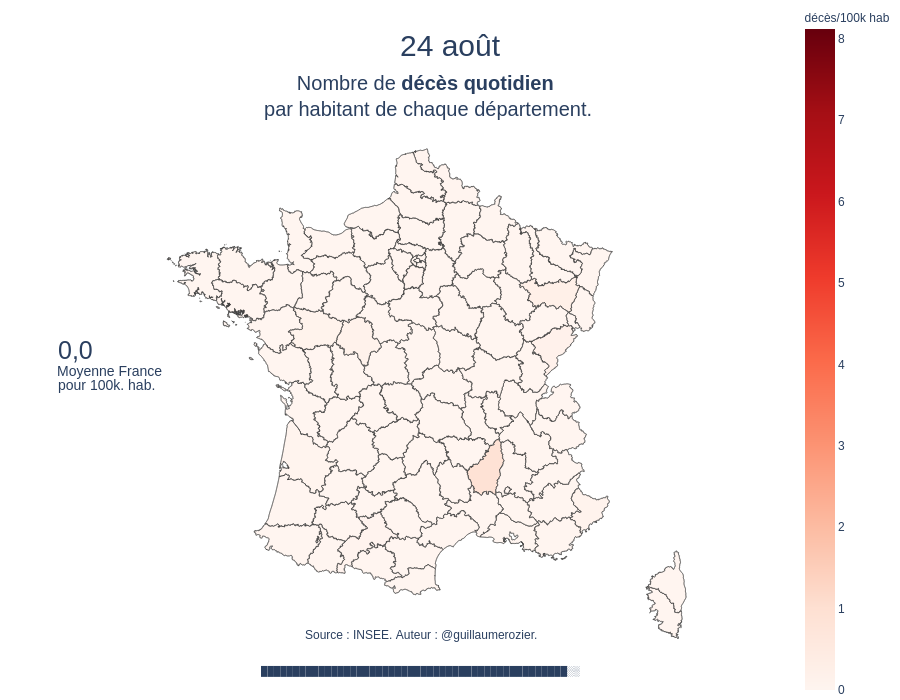 décès/100k hab
24 août
Nombre de décès quotidien
par habitant de chaque département.
8
7
6
5
4
3
2
1
0
0,0
Moyenne France
pour 100k. hab.
Source : INSEE. Auteur : @guillaumerozier.